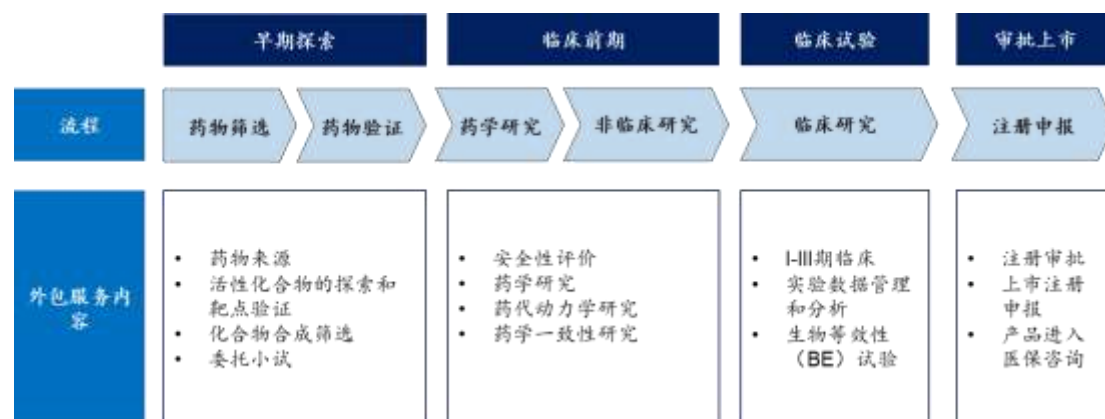 早期探索
临床前期
临床试验
审批上市
流程
药物筛选
药物验证
药学研究
非临床研究
临床研究
注册申报
外包服务内
容
• 药物来源
• 活性化合物的探索和
靶点验证
• 化合物合成筛选
• 委托小试
• 安全性评价
• 药学研究
• 药代动力学研究
• 药学一致性研究
• I-III期临床
• 实验数据管理
和分析
• 生物等效性
（BE）试验
• 注册审批
• 上市注册
申报
• 产品进入
医保咨询